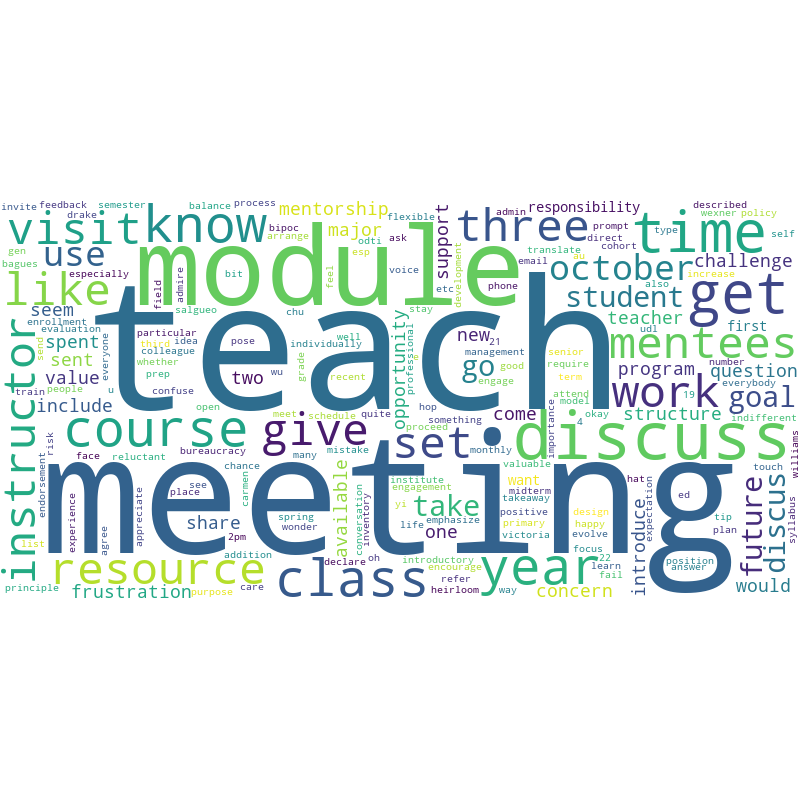 invite feedback semester balance process
drake
visit know
mentorship
flexible
admin
responsibility
described
wexner policy
gen
bagues
use
arrange bipoc
major
odti
ask
support
three
prompt
direct cohort
type
time
self
like
especially
field
admire
salgueo
module
esp
feel
bit
voice
phone
email
etc
development
translate
au
october
also
increase
challenge
seem
enrollment
chu
stay
student
get
instructor
evaluation
spent
send
sent
everyone
particular
third idea
colleague
whether
wu
pose
individually
well
grade
recent
teach
opportunity
professional
p
new 21
management
go
good
engage
senior
require
term
teacher
udl
first
mentees
number
everybody
question
train
value
people
include
u
prep
confuse
two
open
meet
schedule
quite
hop
something
come
attend
model
work
program
19
goal
indifferent
okay
4
structure
course
give
set
monthly
discuss
williams
endorsement
risk
face
reluctant
bureaucracy
chance
many
mistake
available
conversation
inventory
institute
engagement
valuable
takeaway
want
midterm
importance
introduce
hat
expectation
touch
ed
future
discus
syllabus
experience
appreciate
place
see
carmen
meeting
list
agree
share
2pm
addition
spring
wonder
yi
life
take
emphasize
one
positive
primary
victoria
design
happy
evolve
tip
plan
resource
declare
oh
introductory
encourage
year
focus
22
learn
fail
position
answer
would
principle
frustration
purpose
care
class
refer
heirloom
way
concern